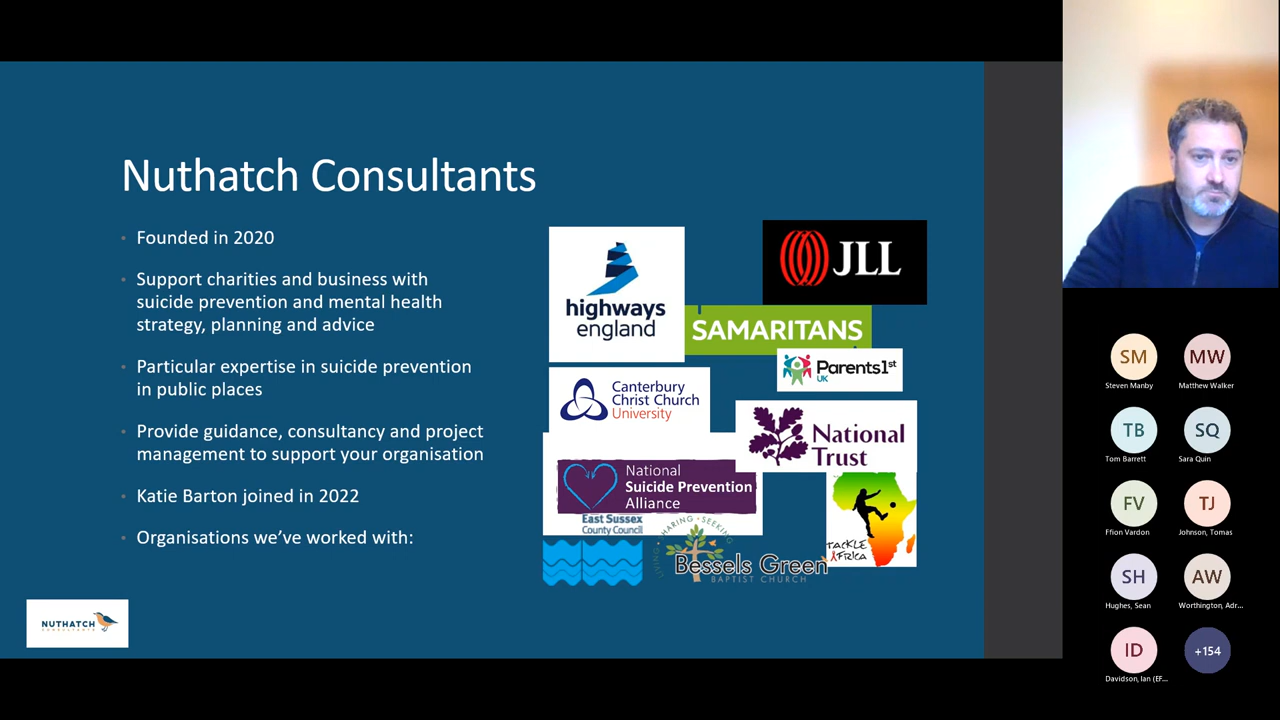 Nuthatch Consultants
Founded in 2020
Support charities and business with
suicide prevention and mental health
strategy, planning and advice
Particular expertise in suicide prevention
in public places
Provide guidance, consultancy and project
management to support your organisation
Katie Barton joined in 2022
Organisations we've worked with:
highways
england
JLL
SAMARITANS
Parents1st
UK
Canterbury
Christ Church
University
National
Trust
National
Suicide Prevention
Alliance
East Sussex
County Council
LIVING · SHARING · SEEKING
Bessels Green
BAPTIST CHURCH
TACKLE
AFRICA
NUTHATCH
CONSULTANTS
SM
MW
Steven Manby
Matthew Walker
TB
SQ
Tom Barrett
Sara Quin
FV
TJ
Ffion Vardon
Johnson, Tomas
SH
AW
Hughes, Sean
Worthington, Adr...
ID
+154
Davidson, Ian (EF...